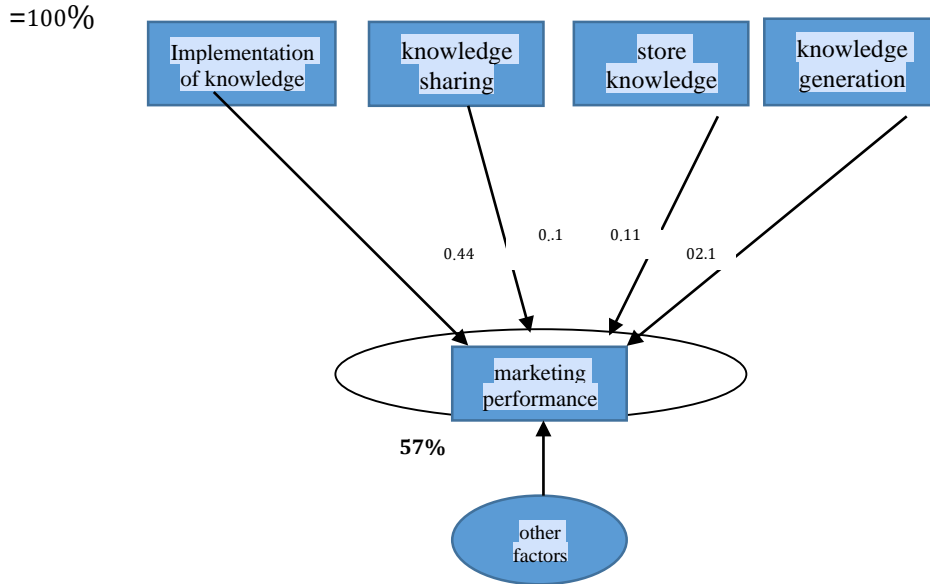 =100%
Implementation
of knowledge
knowledge
sharing
store
knowledge
knowledge
generation
0.44
0..1
0.11
02.1
marketing
performance
57%
other
factors